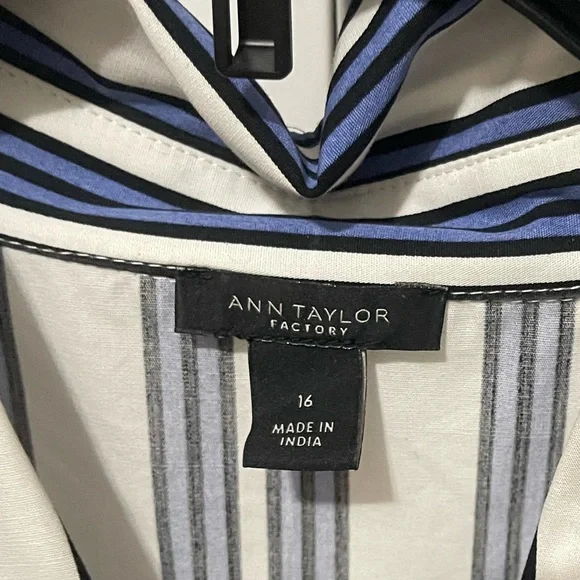 ANN TAYLOR
FACTORY
16
MADE IN
INDIA